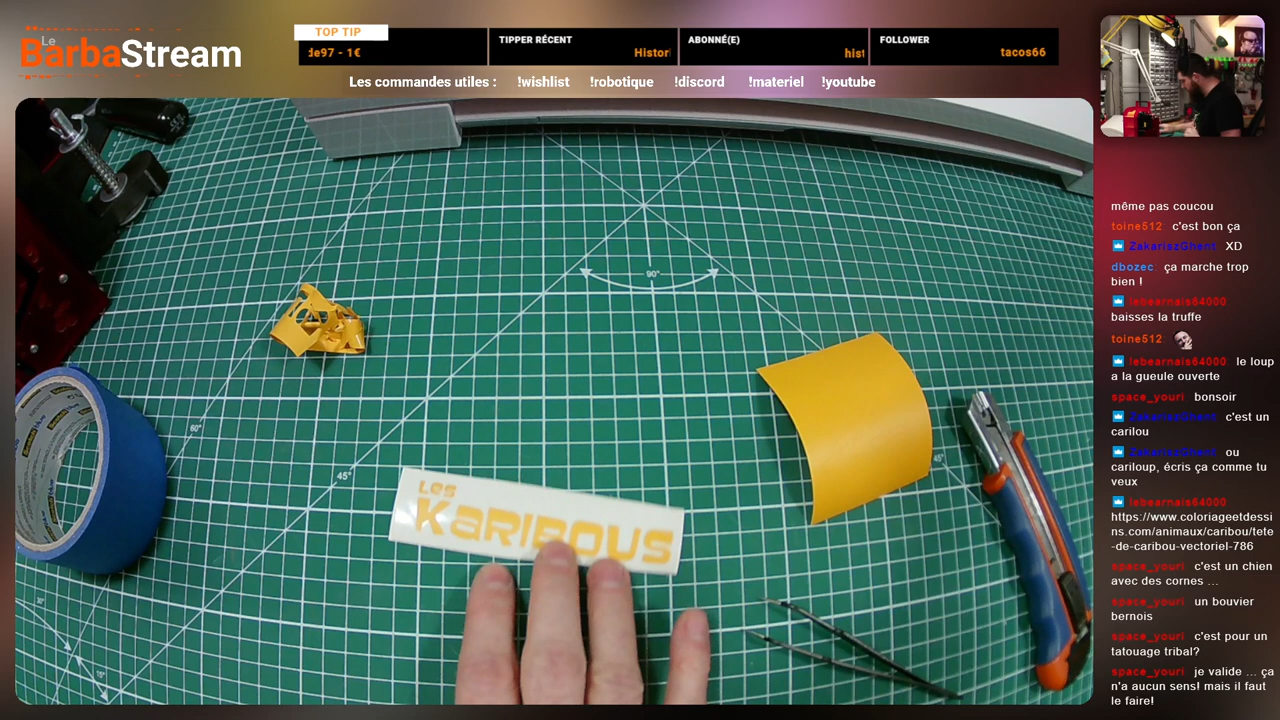 Le
BarbaStream
TOP TIP
de97 - 1€
TIPPER RÉCENT
Histor
ABONNÉ(E)
hist
FOLLOWER
tacos66
Les commandes utiles : !wishlist !robotique !discord !materiel !youtube
90°
60°
45°
45°
30°
15°
LES
KARIBOUS
même pas coucou
toine512: c'est bon ça
ZakariszGhent: XD
dbozec: ça marche trop
bien !
lebearnais64000:
baisses la truffe
toine512:
lebearnais64000: le loup
a la gueule ouverte
space_youri: bonsoir
ZakariszGhent: c'est un
carilou
ZakariszGhent: ou
cariloup, écris ça comme tu
veux
lebearnais64000:
https://www.coloriageetdessi
ns.com/animaux/caribou/tete
-de-caribou-vectoriel-786
space_youri: c'est un chien
avec des cornes ...
space_youri: un bouvier
bernois
space_youri: c'est pour un
tatouage tribal?
space_youri: je valide ... ça
n'a aucun sens! mais il faut
le faire!